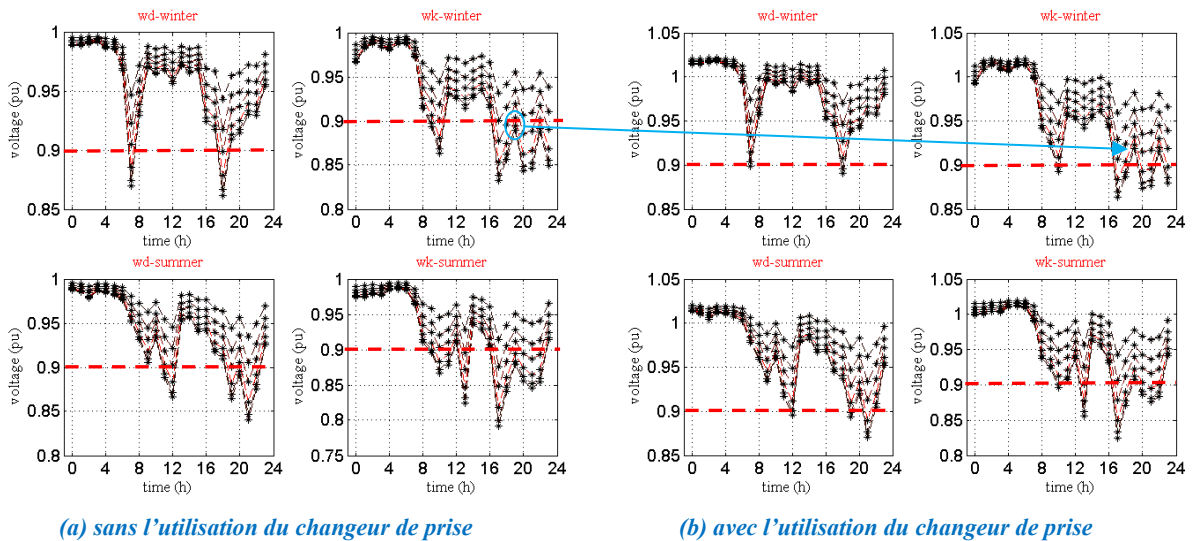 wd-winter
1
0.95
0.9
0.85
voltage (pu)
0 4 8 12 16 20 24
time (h)
wk-winter
1
0.95
0.9
0.85
0.8
voltage (pu)
0 4 8 12 16 20 24
time (h)
wd-winter
1.05
1
0.95
0.9
0.85
voltage (pu)
0 4 8 12 16 20 24
time (h)
wk-winter
1.05
1
0.95
0.9
0.85
voltage (pu)
0 4 8 12 16 20 24
time (h)
wd-summer
1
0.95
0.9
0.85
0.8
voltage (pu)
0 4 8 12 16 20 24
time (h)
wk-summer
1
0.95
0.9
0.85
0.8
0.75
voltage (pu)
0 4 8 12 16 20 24
time (h)
wd-summer
1.05
1
0.95
0.9
0.85
voltage (pu)
0 4 8 12 16 20 24
time (h)
wk-summer
1.05
1
0.95
0.9
0.85
0.8
voltage (pu)
0 4 8 12 16 20 24
time (h)
(a) sans l’utilisation du changeur de prise
(b) avec l’utilisation du changeur de prise